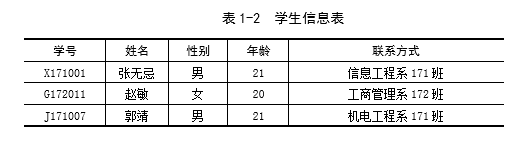 表 1-2 学生信息表
学号 姓名 性别 年龄 联系方式
X171001 张无忌 男 21 信息工程系 171 班
G172011 赵敏 女 20 工商管理系 172 班
J171007 郭靖 男 21 机电工程系 171 班